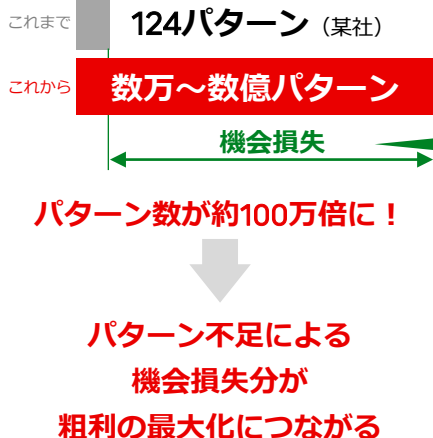 これまで 124パターン（某社）
これから 数万～数億パターン
機会損失
パターン数が約100万倍に！
パターン不足による
機会損失分が
粗利の最大化につながる